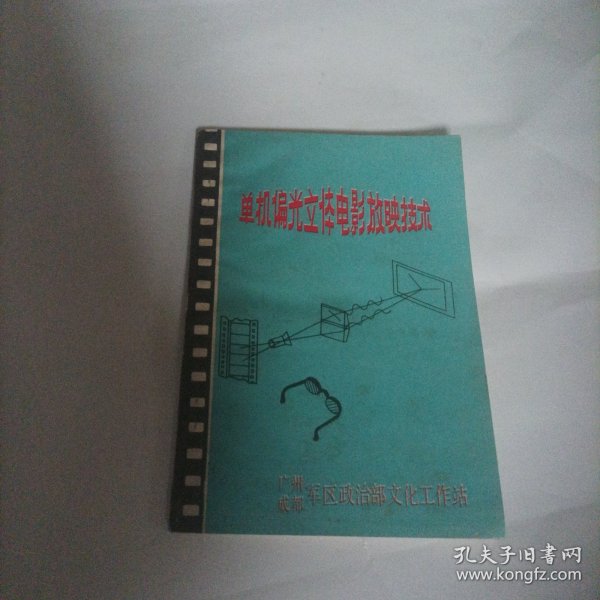 单机偏光立体电影放映技术
广州
成都
军区政治部文化工作站
孔夫子旧书网
www.kongfz.com